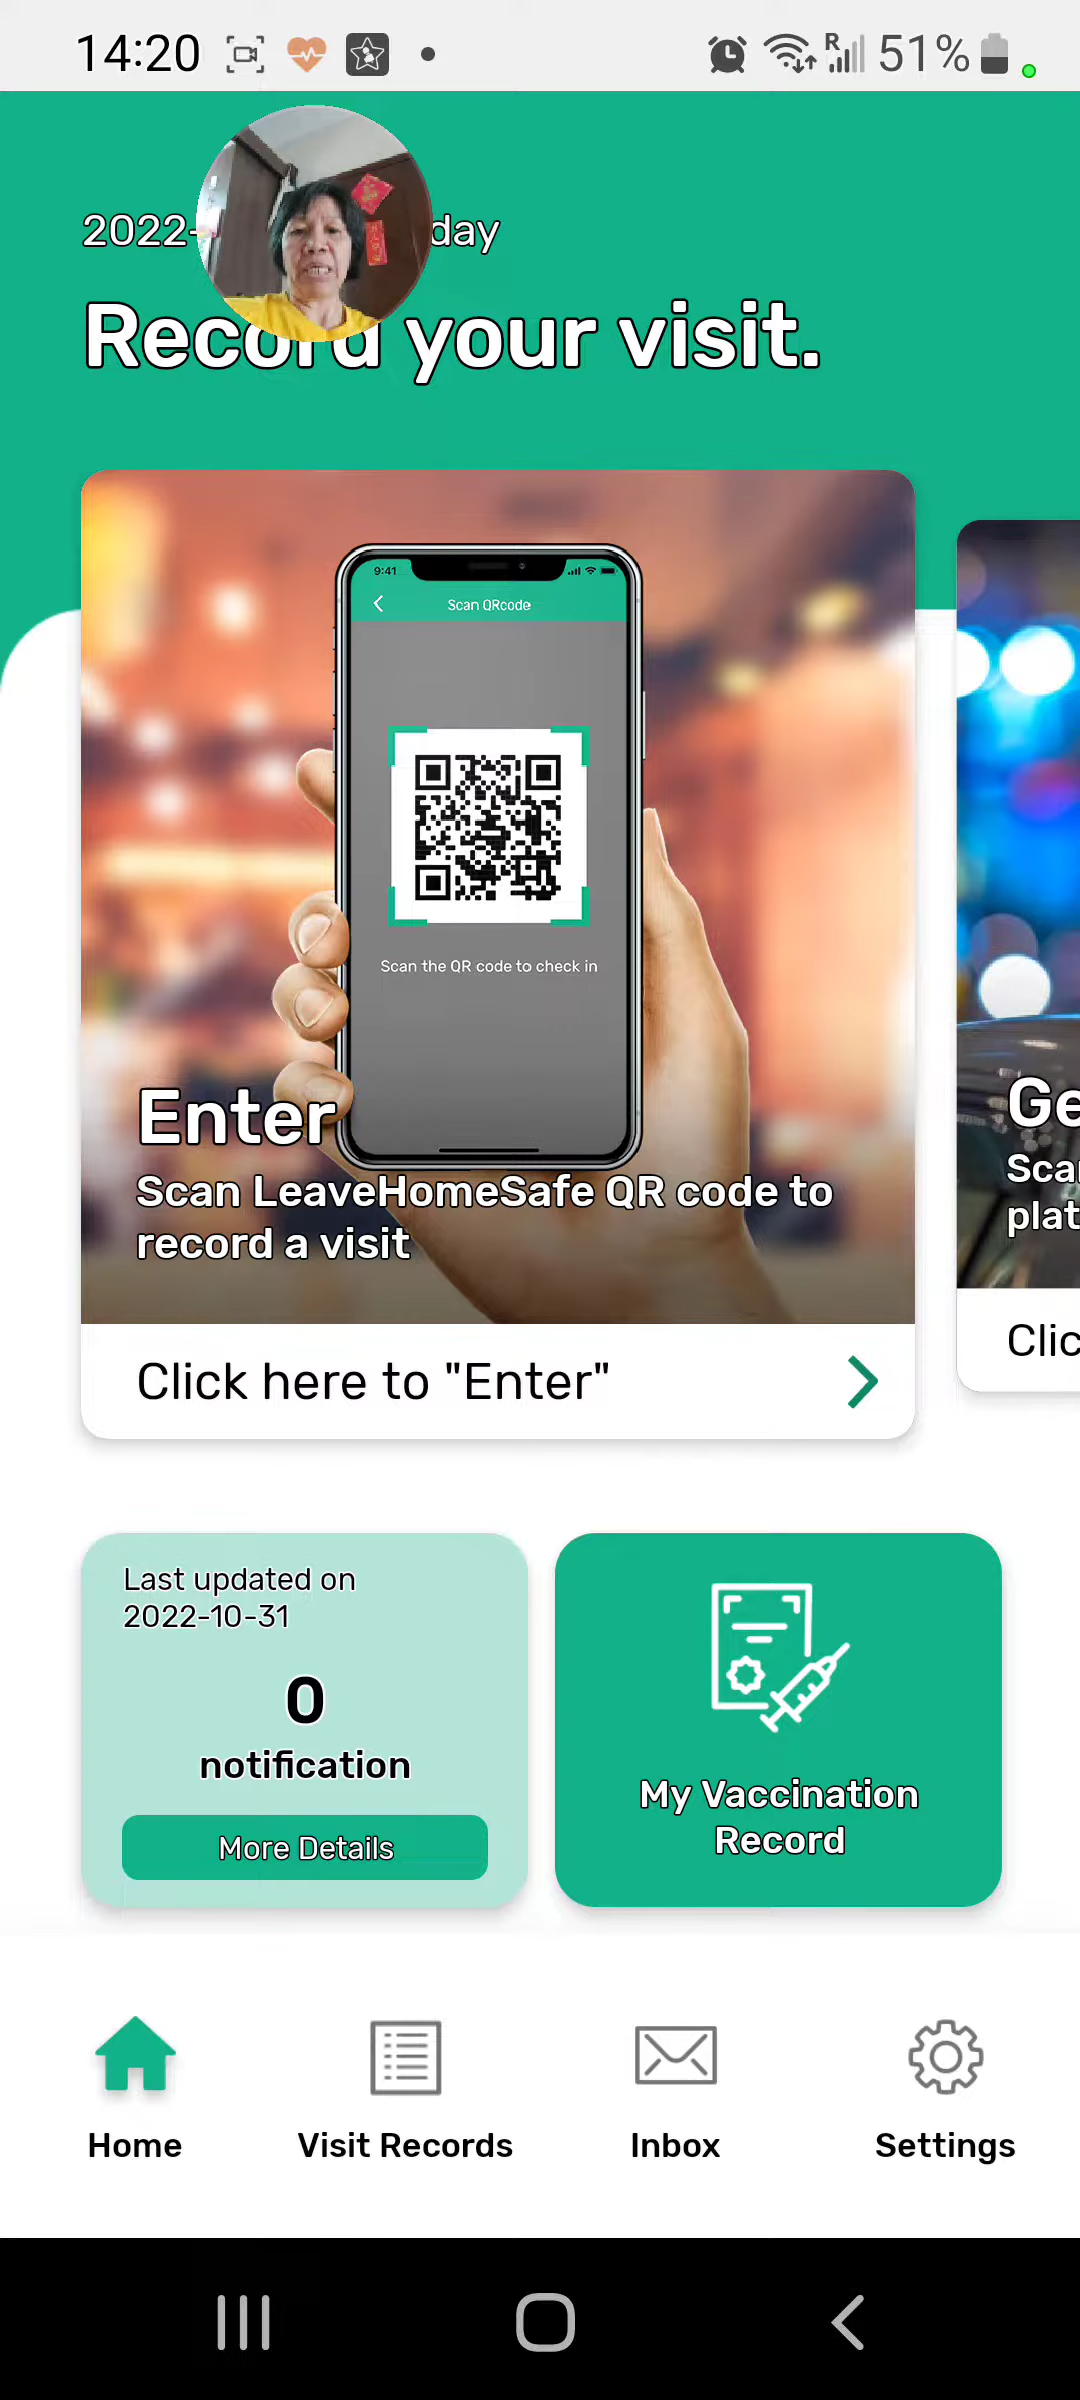 14:20
51%
2022-
day
Record your visit.
9:41
Scan QRcode
Scan the QR code to check in
Enter
Scan LeaveHomeSafe QR code to
record a visit
Click here to "Enter"
Ge
Sca
plat
Clic
Last updated on
2022-10-31
0
notification
More Details
My Vaccination
Record
Home
Visit Records
Inbox
Settings